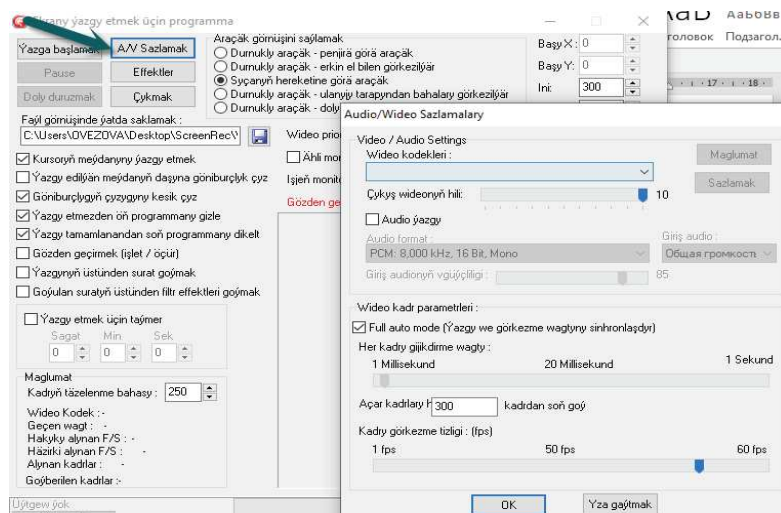 Ekrany ýazgy etmek üçin programma
Ýazga başlamak
A/V Sazlamak
Pause
Effektler
Doly duruzmak
Çykmak
Araçäk görnüşini saýlamak
Durnukly araçäk - penjirä görä araçäk
Durnukly araçäk - erkin el bilen görkezilýär
Syçanyň hereketine görä araçäk
Durnukly araçäk - ulanyjy tarapyndan bahalary görkezilýär
Durnukly araçäk - doly
Başy X: 0
Başy Y: 0
Ini: 300
Faýl görnüşinde ýatda saklamak :
C:\Users\OVEZOVA\Desktop\ScreenRec\
Wideo prio
Kursoryň meýdanyny ýazgy etmek
Ýazgy edilýän meýdanyň daşyna göniburçlyk çyz
Göniburçlygyň çyzygyny kesik çyz
Ýazgy etmezden öň programmany gizle
Ýazgy tamamlanandan soň programmany dikelt
Gözden geçirmek (işlet / öçür)
Ýazgynyň üstünden surat goýmak
Goýulan suratyň üstünden filtr effektleri goýmak
Ähli mor
Işjeň monito
Gözden ge
Ýazgy etmek üçin taýmer
Sagat Min Sek
0 0 0
Maglumat
Kadryň täzelenme bahasy : 250
Wideo Kodek : -
Geçen wagt : -
Hakyky alynan F/S : -
Häzirki alynan F/S : -
Alynan kadrlar : -
Goýberilen kadrlar :-
Üýtgew ýok
АаБбВв
головок Подзагол.
17 18
Audio/Wideo Sazlamalary
Video / Audio Settings
Wideo kodekleri :
Maglumat
Sazlamak
Çykyş wideonyň hili: 10
Audio ýazgy
Audio format :
PCM: 8,000 kHz, 16 Bit, Mono
Giriş audio :
Общая громкость
Giriş audionyň vgüýçliligi : 85
Wideo kadr parametrleri :
Full auto mode (Ýazgy we görkezme wagtyny sinhronlaşdyr)
Her kadry gijikdirme wagty :
1 Millisekund 20 Millisekund 1 Sekund
Açar kadrlary h 300 kadrdan soň goý
Kadry görkezme tizligi : (fps)
1 fps 50 fps 60 fps
OK
Yza gaýtmak